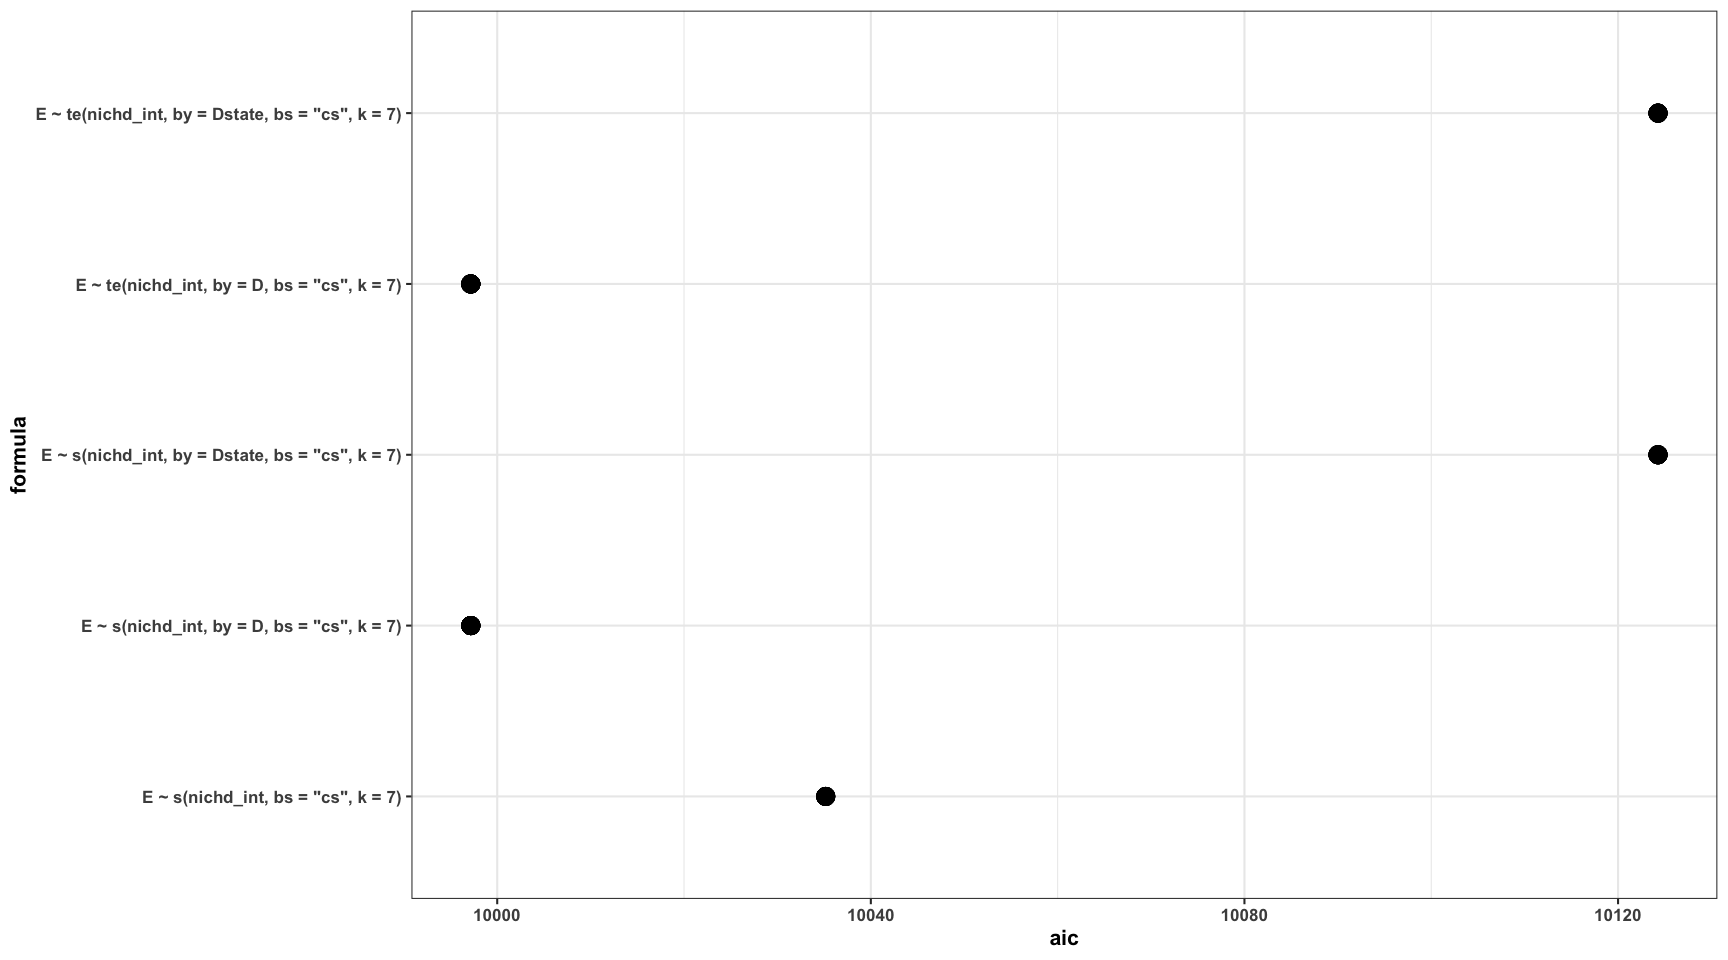 E ~ te(nichd_int, by = Dstate, bs = "cs", k = 7)
E ~ te(nichd_int, by = D, bs = "cs", k = 7)
E ~ s(nichd_int, by = Dstate, bs = "cs", k = 7)
E ~ s(nichd_int, by = D, bs = "cs", k = 7)
E ~ s(nichd_int, bs = "cs", k = 7)
formula
10000 10040 10080 10120
aic